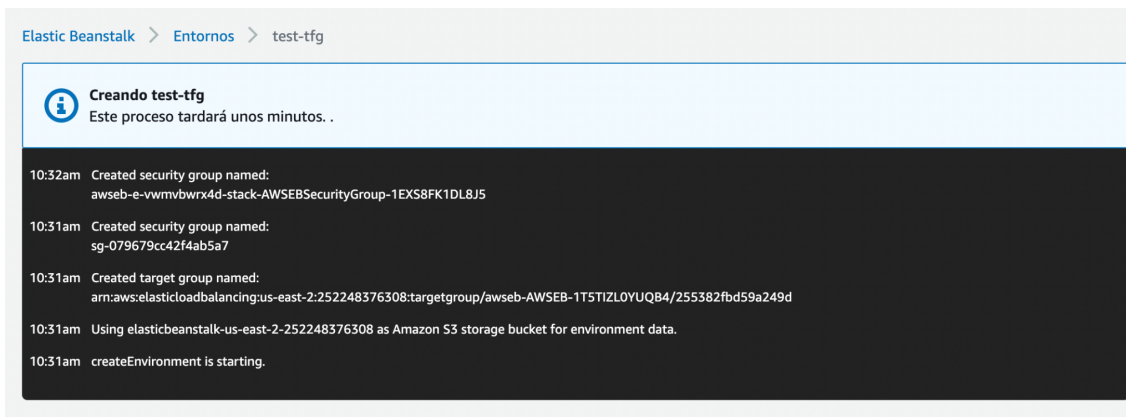 Elastic Beanstalk > Entornos > test-tfg
Creando test-tfg
Este proceso tardará unos minutos. .
10:32am Created security group named:
awseb-e-vwmvbwrx4d-stack-AWSEBSecurityGroup-1EXS8FK1DL8J5
10:31am Created security group named:
sg-079679cc42f4ab5a7
10:31am Created target group named:
arn:aws:elasticloadbalancing:us-east-2:252248376308:targetgroup/awseb-AWSEB-1T5TIZL0YUQB4/255382fbd59a249d
10:31am Using elasticbeanstalk-us-east-2-252248376308 as Amazon S3 storage bucket for environment data.
10:31am createEnvironment is starting.